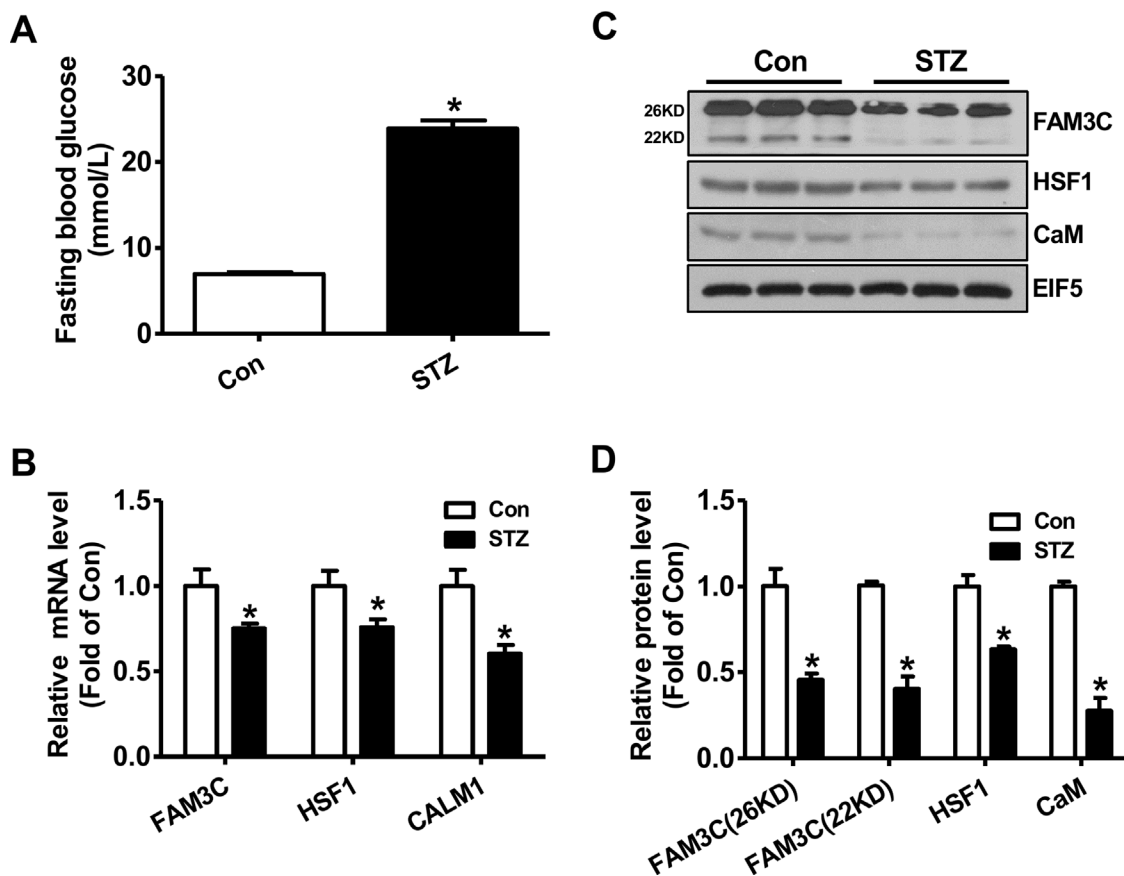 A
Fasting blood glucose
(mmol/L)
30
20
10
0
*
Con
STZ
C
Con
STZ
26KD
22KD
FAM3C
HSF1
CaM
EIF5
B
Relative mRNA level
(Fold of Con)
1.5
1.0
0.5
0.0
Con
STZ
*
*
*
FAM3C
HSF1
CALM1
D
Relative protein level
(Fold of Con)
1.5
1.0
0.5
0.0
Con
STZ
*
*
*
*
FAM3C(26KD)
FAM3C(22KD)
HSF1
CaM